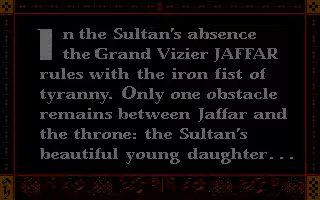 In the Sultan's absence
the Grand Vizier JAFFAR
rules with the iron fist of
tyranny. Only one obstacle
remains between Jaffar and
the throne: the Sultan's
beautiful young daughter...